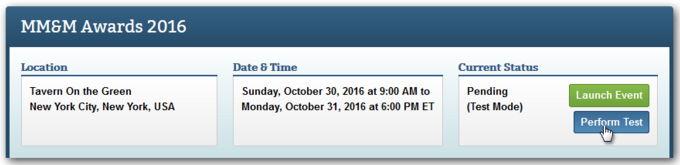 MM&M Awards 2016
Location
Tavern On the Green
New York City, New York, USA
Date & Time
Sunday, October 30, 2016 at 9:00 AM to
Monday, October 31, 2016 at 6:00 PM ET
Current Status
Pending
(Test Mode)
Launch Event
Perform Test